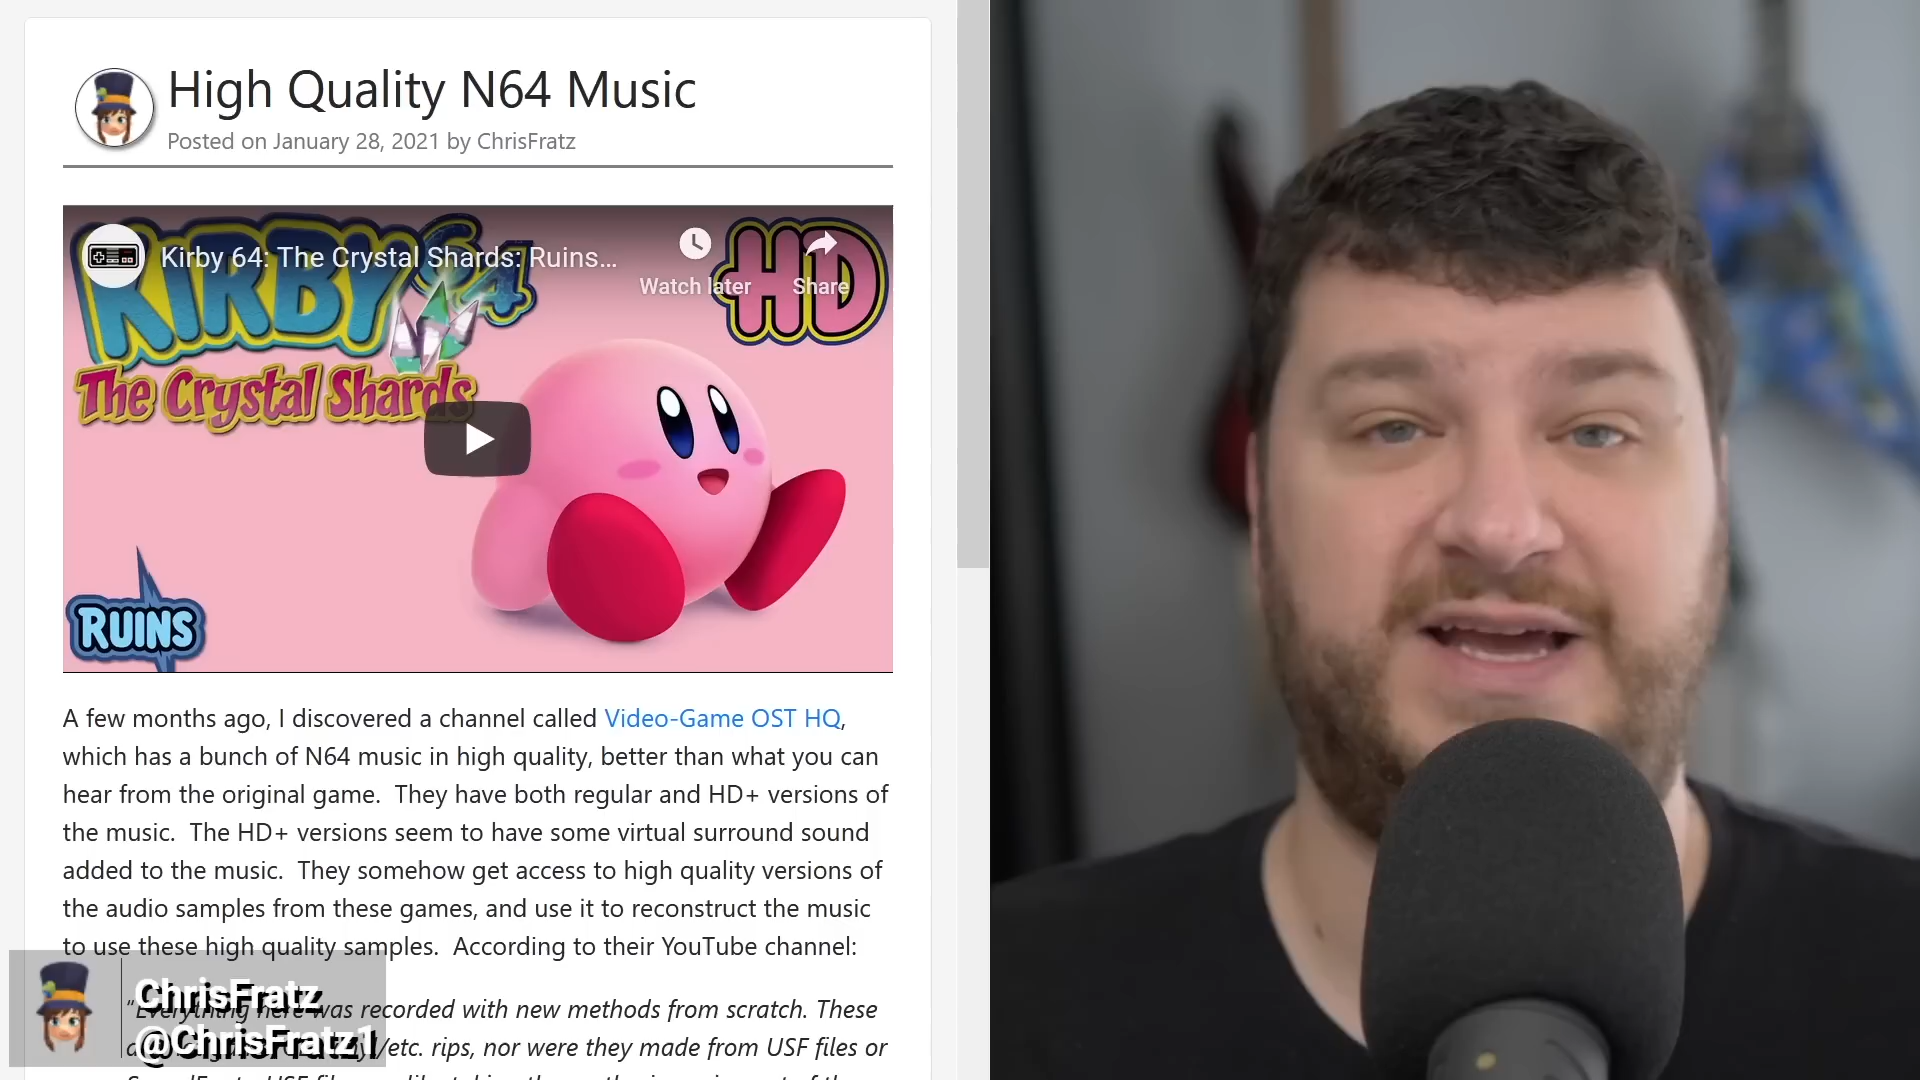 High Quality N64 Music
Posted on January 28, 2021 by ChrisFratz
KIRBY 64 HD
Kirby 64: The Crystal Shards: Ruins...
Watch later Share
The Crystal Shards
RUINS
A few months ago, I discovered a channel called Video-Game OST HQ,
which has a bunch of N64 music in high quality, better than what you can
hear from the original game. They have both regular and HD+ versions of
the music. The HD+ versions seem to have some virtual surround sound
added to the music. They somehow get access to high quality versions of
the audio samples from these games, and use it to reconstruct the music
to use these high quality samples. According to their YouTube channel:
"Everything here was recorded with new methods from scratch. These
/etc. rips, nor were they made from USF files or
ChrisFratz
@ChrisFratz1